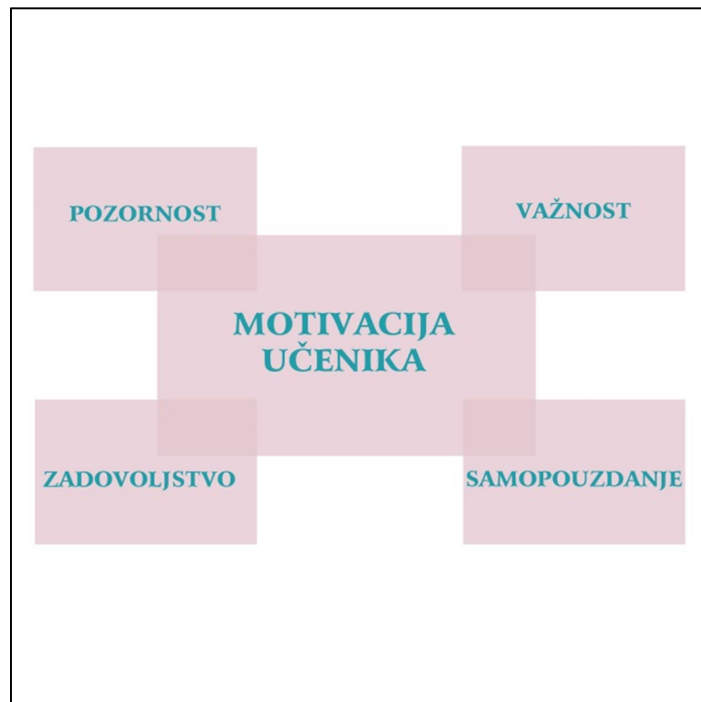 POZORNOST
VAŽNOST
MOTIVACIJA
UČENIKA
ZADOVOLJSTVO
SAMOPOUZDANJE